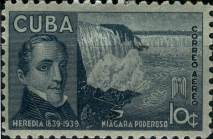 CUBA
CORREO AEREO
10¢
HEREDIA 1839-1939
NIAGARA PODEROSO